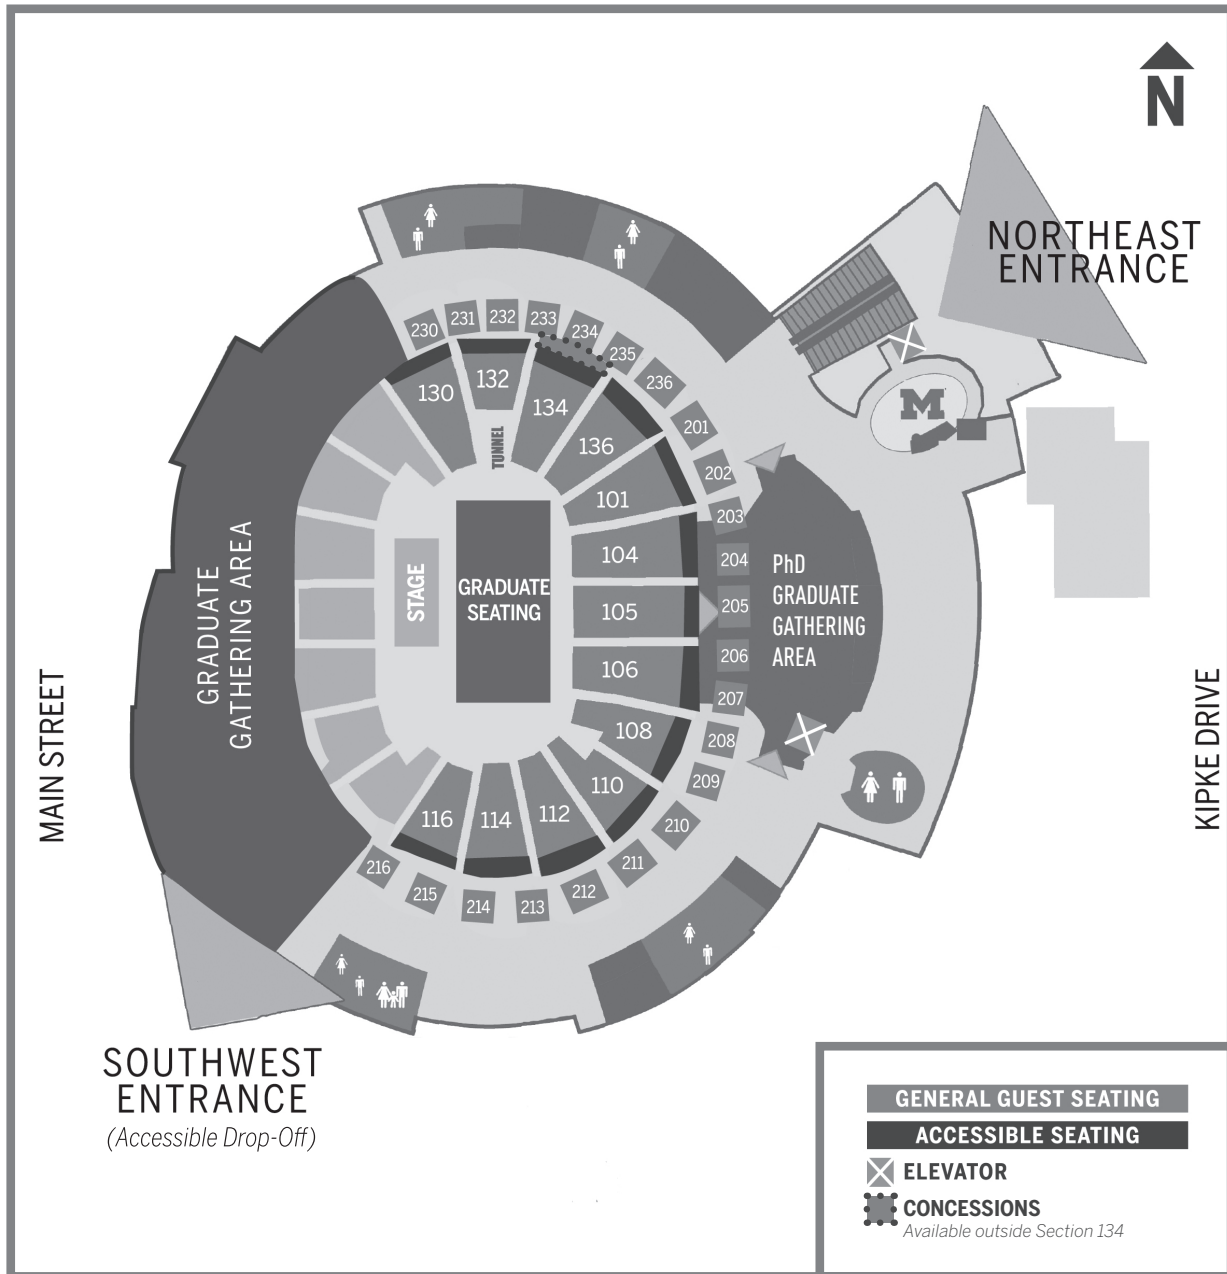 N
NORTHEAST
ENTRANCE
230
231
232
233
234
235
236
201
202
203
204
205
206
207
208
209
210
211
212
213
214
215
216
130
132
134
136
101
104
105
106
108
110
112
114
116
TUNNEL
M
STAGE
GRADUATE
SEATING
PhD
GRADUATE
GATHERING
AREA
GRADUATE
GATHERING AREA
MAIN STREET
KIPKE DRIVE
SOUTHWEST
ENTRANCE
(Accessible Drop-Off)
GENERAL GUEST SEATING
ACCESSIBLE SEATING
ELEVATOR
CONCESSIONS
Available outside Section 134